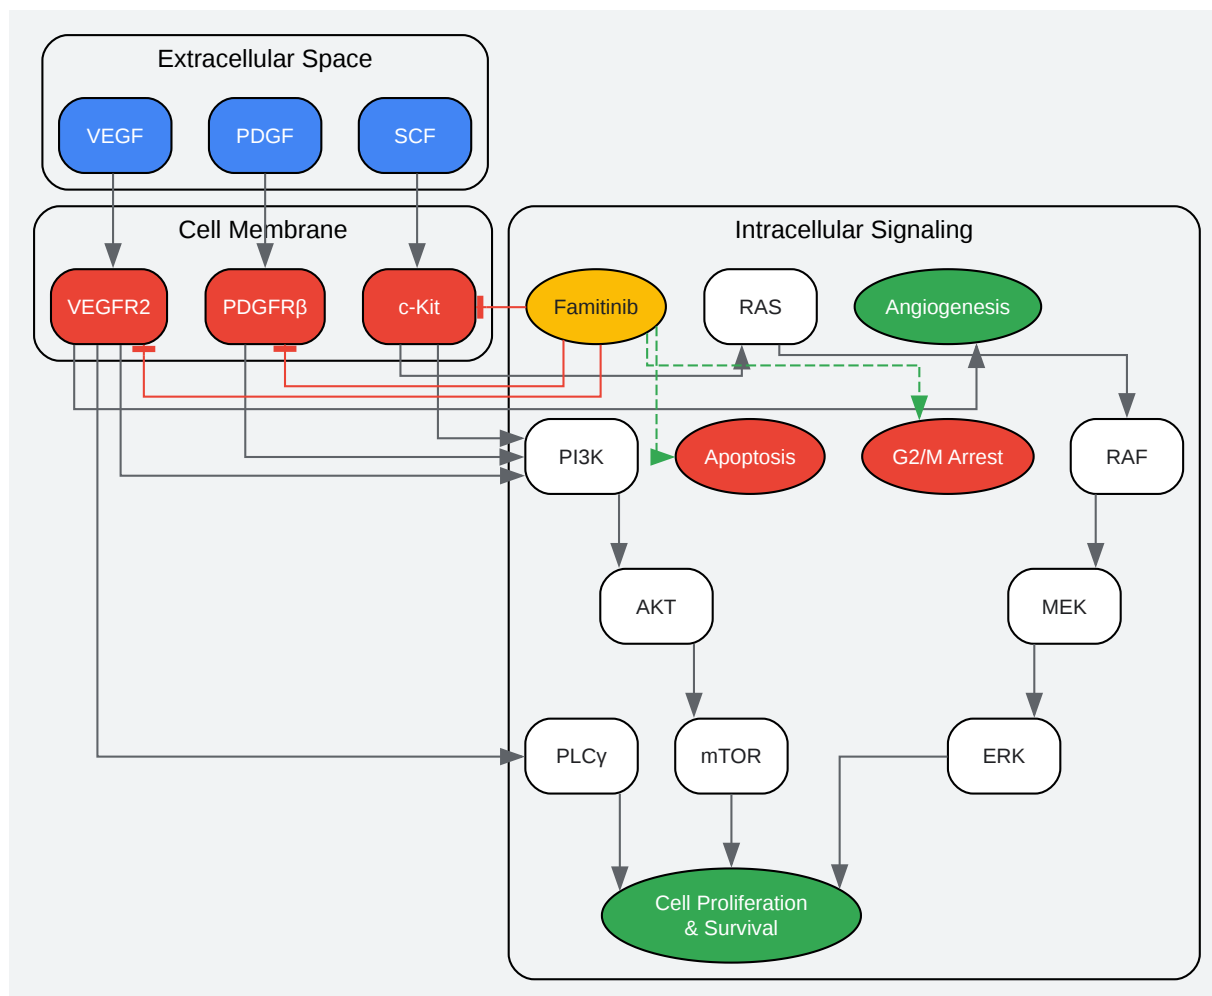 Extracellular Space
VEGF
PDGF
SCF
Cell Membrane
Intracellular Signaling
VEGFR2
PDGFRβ
c-Kit
Famitinib
RAS
Angiogenesis
PI3K
Apoptosis
G2/M Arrest
RAF
AKT
MEK
PLCγ
mTOR
ERK
Cell Proliferation
& Survival